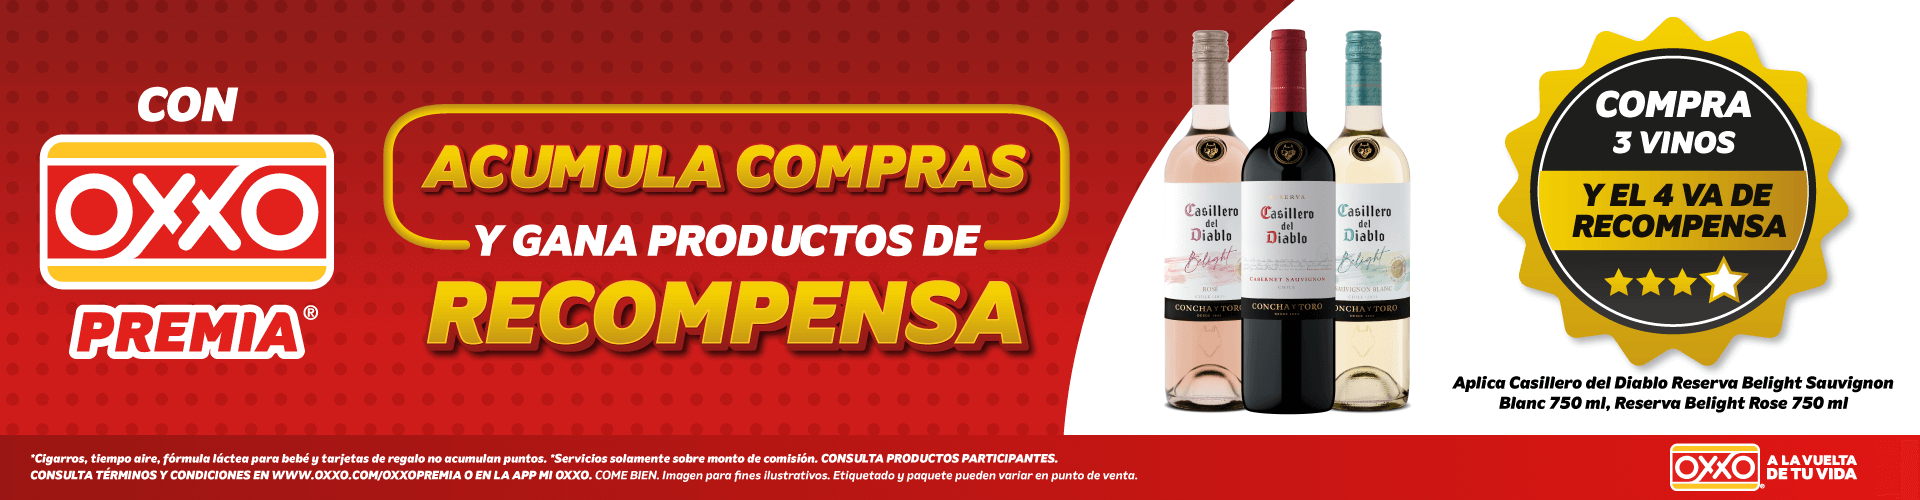 CON
OXXO
PREMIA®
ACUMULA COMPRAS
Y GANA PRODUCTOS DE
RECOMPENSA
Casillero
del
Diablo
Belight
ROSE
CONCHA Y TORO
RESERVA
Casillero
del
Diablo
CABERNET SAUVIGNON
CHILE
CONCHA Y TORO
Casillero
del
Diablo
Belight
SAUVIGNON BLANC
CONCHA Y TORO
COMPRA
3 VINOS
Y EL 4 VA DE
RECOMPENSA
Aplica Casillero del Diablo Reserva Belight Sauvignon
Blanc 750 ml, Reserva Belight Rose 750 ml
*Cigarros, tiempo aire, fórmula láctea para bebé y tarjetas de regalo no acumulan puntos. *Servicios solamente sobre monto de comisión. CONSULTA PRODUCTOS PARTICIPANTES.
CONSULTA TÉRMINOS Y CONDICIONES EN WWW.OXXO.COM/OXXOPREMIA O EN LA APP MI OXXO. COME BIEN. Imagen para fines ilustrativos. Etiquetado y paquete pueden variar en punto de venta.
OXXO®
A LA VUELTA
DE TU VIDA